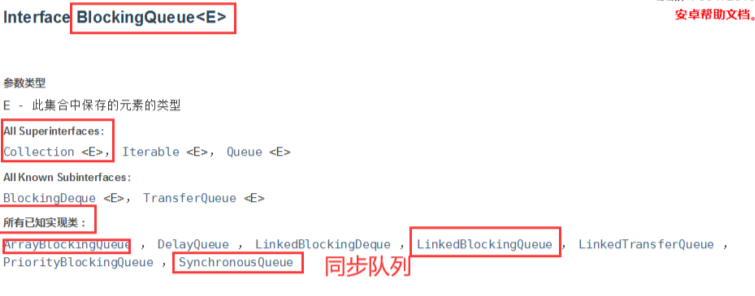 Interface BlockingQueue<E>
安卓帮助文档。
参数类型
E - 此集合中保存的元素的类型
All Superinterfaces:
Collection <E>， Iterable <E>， Queue <E>
All Known Subinterfaces:
BlockingDeque <E>， TransferQueue <E>
所有已知实现类：
ArrayBlockingQueue ， DelayQueue ， LinkedBlockingDeque ， LinkedBlockingQueue ， LinkedTransferQueue ，
PriorityBlockingQueue ， SynchronousQueue
同步队列